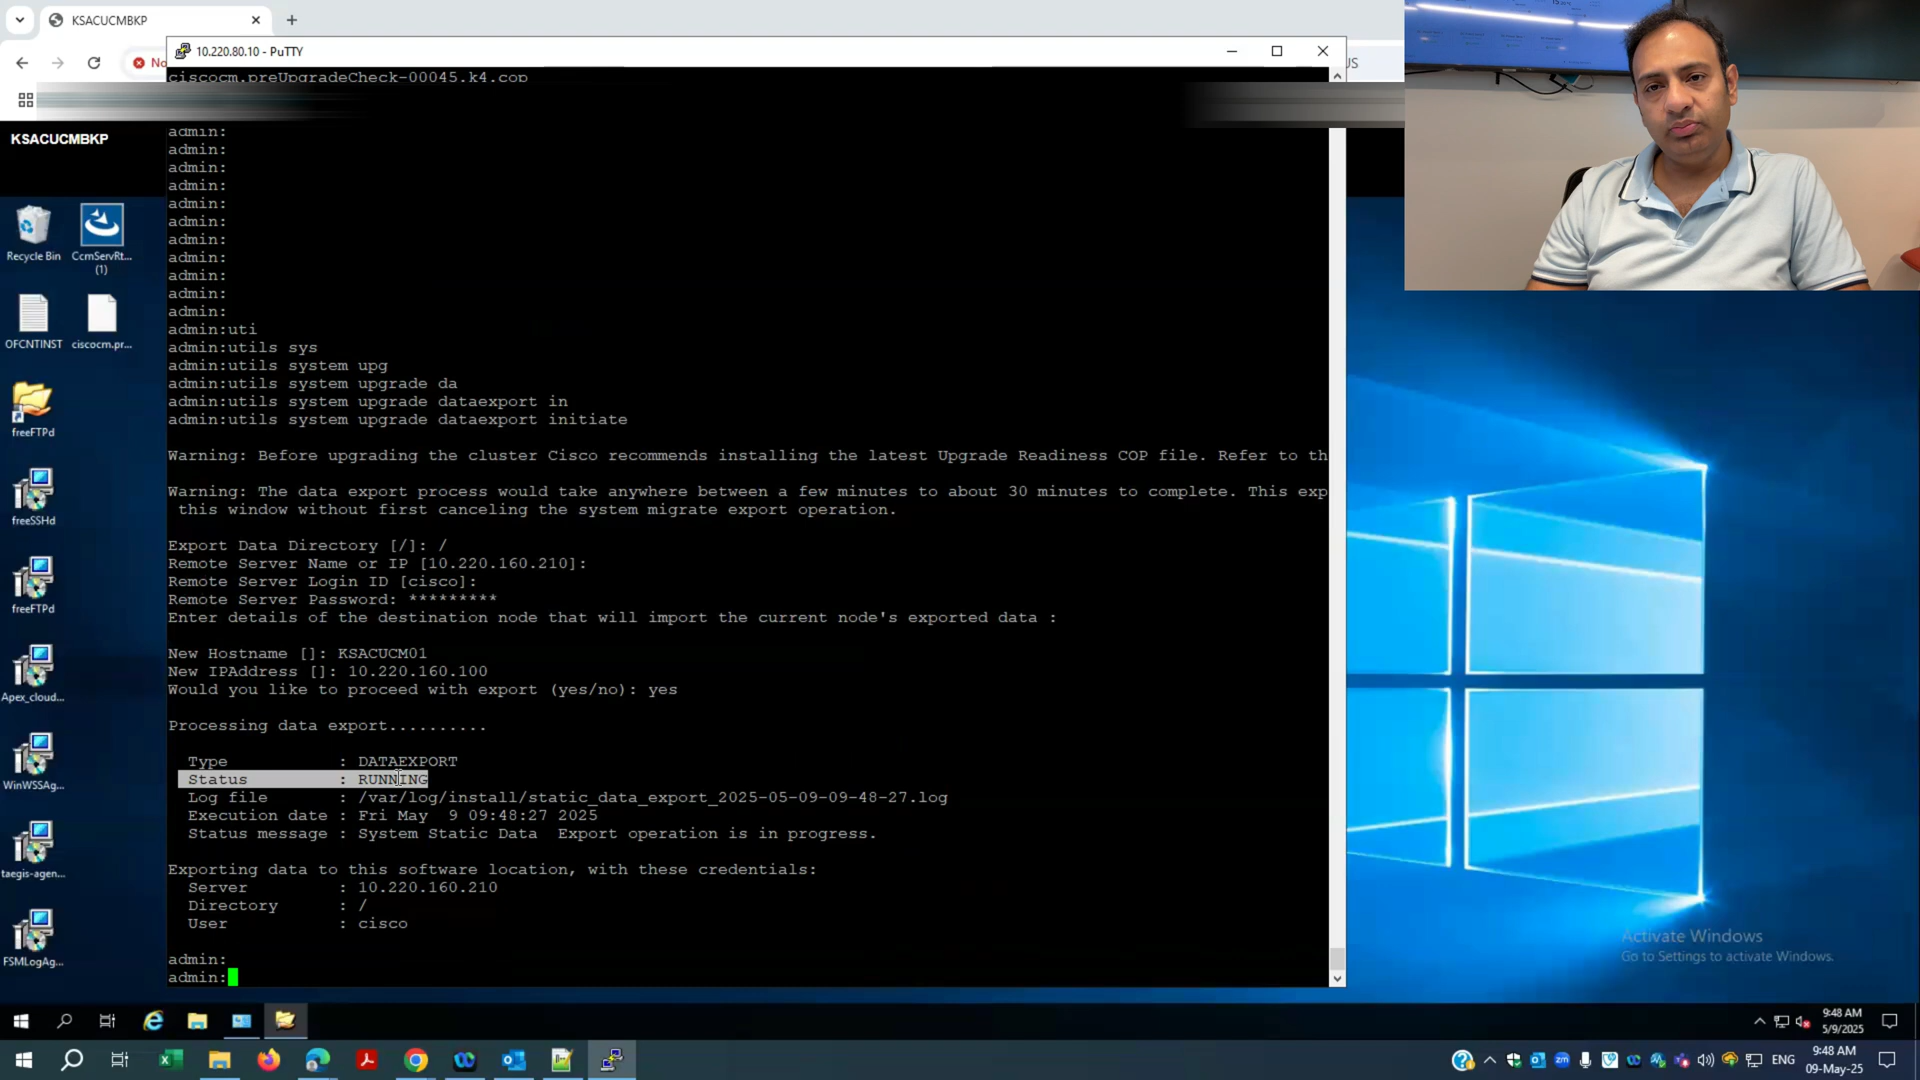 KSACUCMBKP
10.220.80.10 - PuTTY
No
US
ciscocm.preUpgradeCheck-00045.k4.cop
KSACUCMBKP
admin:
admin:
admin:
admin:
admin:
admin:
admin:
admin:
admin:
admin:
admin:
admin:uti
admin:utils sys
admin:utils system upg
admin:utils system upgrade da
admin:utils system upgrade dataexport in
admin:utils system upgrade dataexport initiate
Warning: Before upgrading the cluster Cisco recommends installing the latest Upgrade Readiness COP file. Refer to th
Warning: The data export process would take anywhere between a few minutes to about 30 minutes to complete. This exp
this window without first canceling the system migrate export operation.
Export Data Directory [/]: /
Remote Server Name or IP [10.220.160.210]:
Remote Server Login ID [cisco]:
Remote Server Password: *********
Enter details of the destination node that will import the current node's exported data :
New Hostname []: KSACUCM01
New IPAddress []: 10.220.160.100
Would you like to proceed with export (yes/no): yes
Processing data export..........
Type : DATAEXPORT
Status : RUNNING
Log file : /var/log/install/static_data_export_2025-05-09-09-48-27.log
Execution date : Fri May 9 09:48:27 2025
Status message : System Static Data Export operation is in progress.
Exporting data to this software location, with these credentials:
Server : 10.220.160.210
Directory : /
User : cisco
admin:
admin:
Recycle Bin
CcmServRt...
(1)
OFCNTINST
ciscocm.pr...
freeFTPd
freeSSHd
freeFTPd
Apex_cloud...
WinWSSAg...
taegis-agen...
FSMLogAg...
Activate Windows
Go to Settings to activate Windows.
9:48 AM
5/9/2025
ENG
9:48 AM
09-May-25